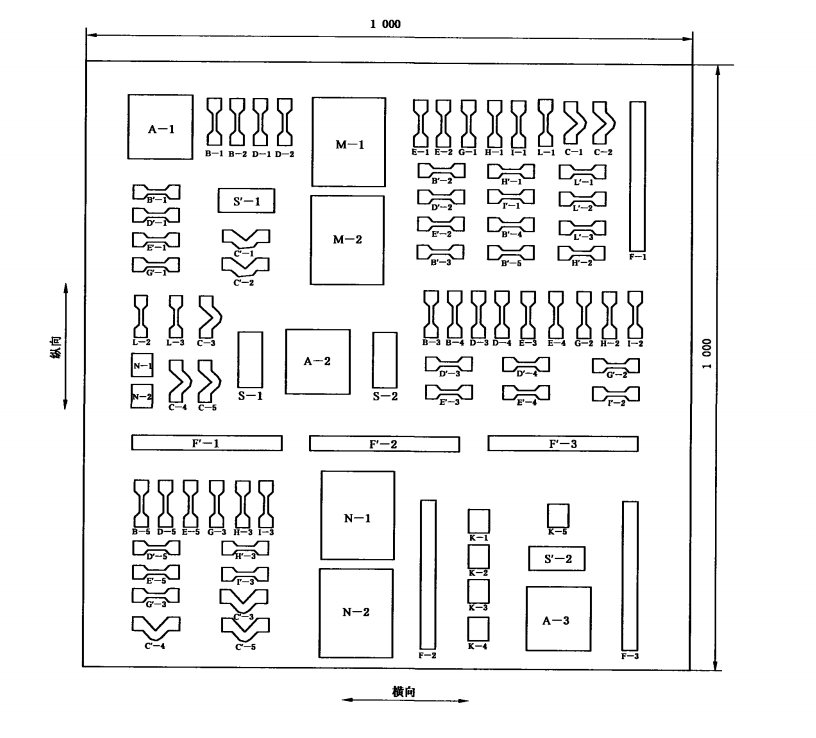 1 000
A—1
B—1 B—2 D—1 D—2
M—1
E—1 E—2 G—1 H—1 I—1 L—1 C—1 C—2
B′—2 H′—1 L′—1
B′—1 S′—1 D′—2 I′—1 L′—2
D′—1
E′—2 B′—4 L′—3
E′—1 C′—1 M—2
G′—1 C′—2 B′—3 B′—5 H′—2 F—1
L—2 L—3 C—3
B—3 B—4 D—3 D—4 E—3 E—4 G—2 H—2 I—2
纵向
1 000
N—1 A—2 D′—3 D′—4 G′—2
N—2 C—4 C—5 S—1 S—2 E′—3 E′—4 I′—2
F′—1 F′—2 F′—3
B—5 D—5 E—5 G—3 H—3 I—3
N—1
K—1 K—5
D′—5 H′—3
K—2 S′—2
E′—5 I′—3
G′—3 C′—3 N—2 K—3 A—3
C′—4 C′—5 F—2 K—4 F—3
横向